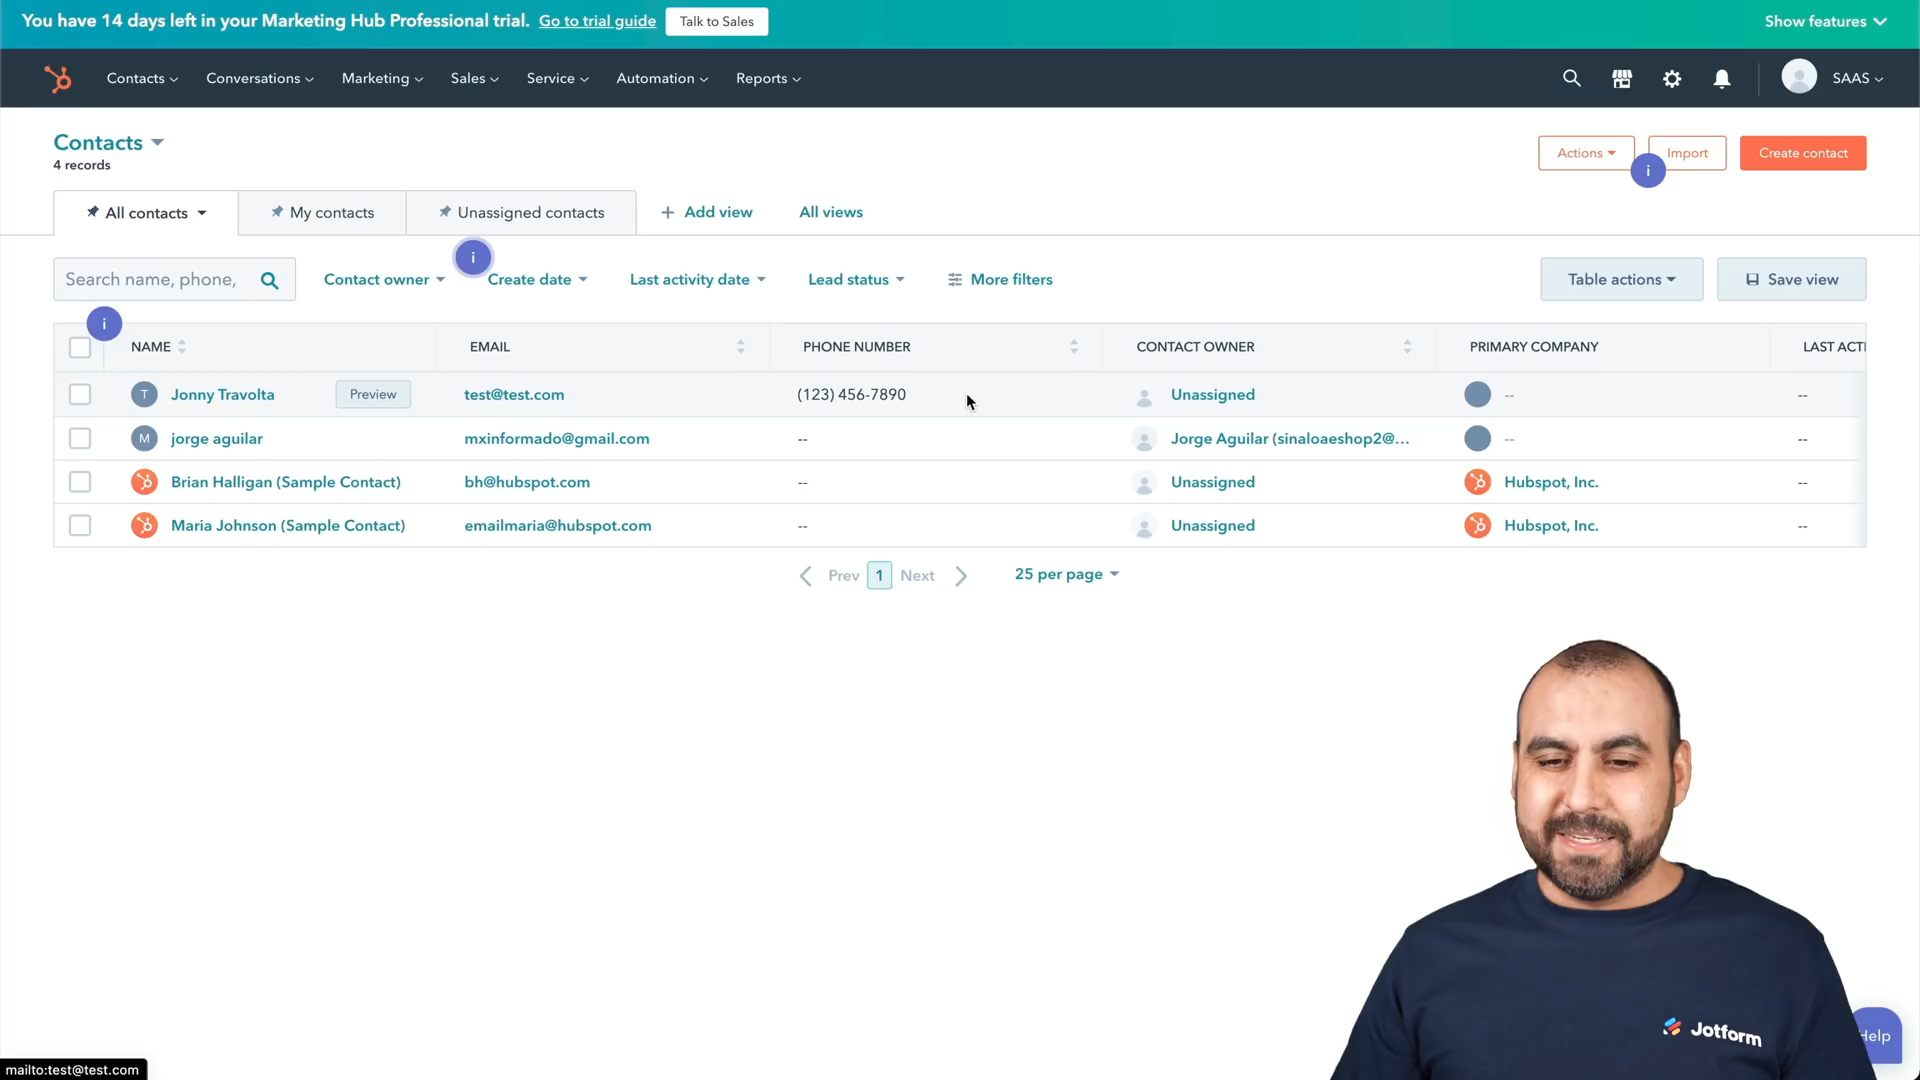 You have 14 days left in your Marketing Hub Professional trial. Go to trial guide Talk to Sales Show features
Contacts Conversations Marketing Sales Service Automation Reports SAAS
Contacts
4 records
Actions Import Create contact
i
All contacts My contacts Unassigned contacts + Add view All views
i
Search name, phone, Contact owner Create date Last activity date Lead status More filters Table actions Save view
i
NAME EMAIL PHONE NUMBER CONTACT OWNER PRIMARY COMPANY LAST ACTI
T Jonny Travolta Preview test@test.com (123) 456-7890 Unassigned -- --
M jorge aguilar mxinformado@gmail.com -- Jorge Aguilar (sinaloaeshop2@... -- --
Brian Halligan (Sample Contact) bh@hubspot.com -- Unassigned Hubspot, Inc. --
Maria Johnson (Sample Contact) emailmaria@hubspot.com -- Unassigned Hubspot, Inc. --
Prev 1 Next 25 per page
Jotform
Help
mailto:test@test.com